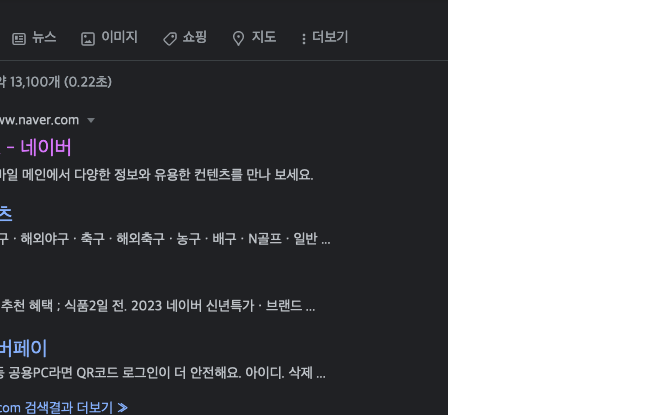 뉴스 이미지 쇼핑 지도 더보기
약 13,100개 (0.22초)
ww.naver.com
- 네이버
바일 메인에서 다양한 정보와 유용한 컨텐츠를 만나 보세요.
츠
구 · 해외야구 · 축구 · 해외축구 · 농구 · 배구 · N골프 · 일반 ...
추천 혜택 ; 식품2일 전. 2023 네이버 신년특가 · 브랜드 ...
버페이
공용PC라면 QR코드 로그인이 더 안전해요. 아이디. 삭제 ...
com 검색결과 더보기 ≫